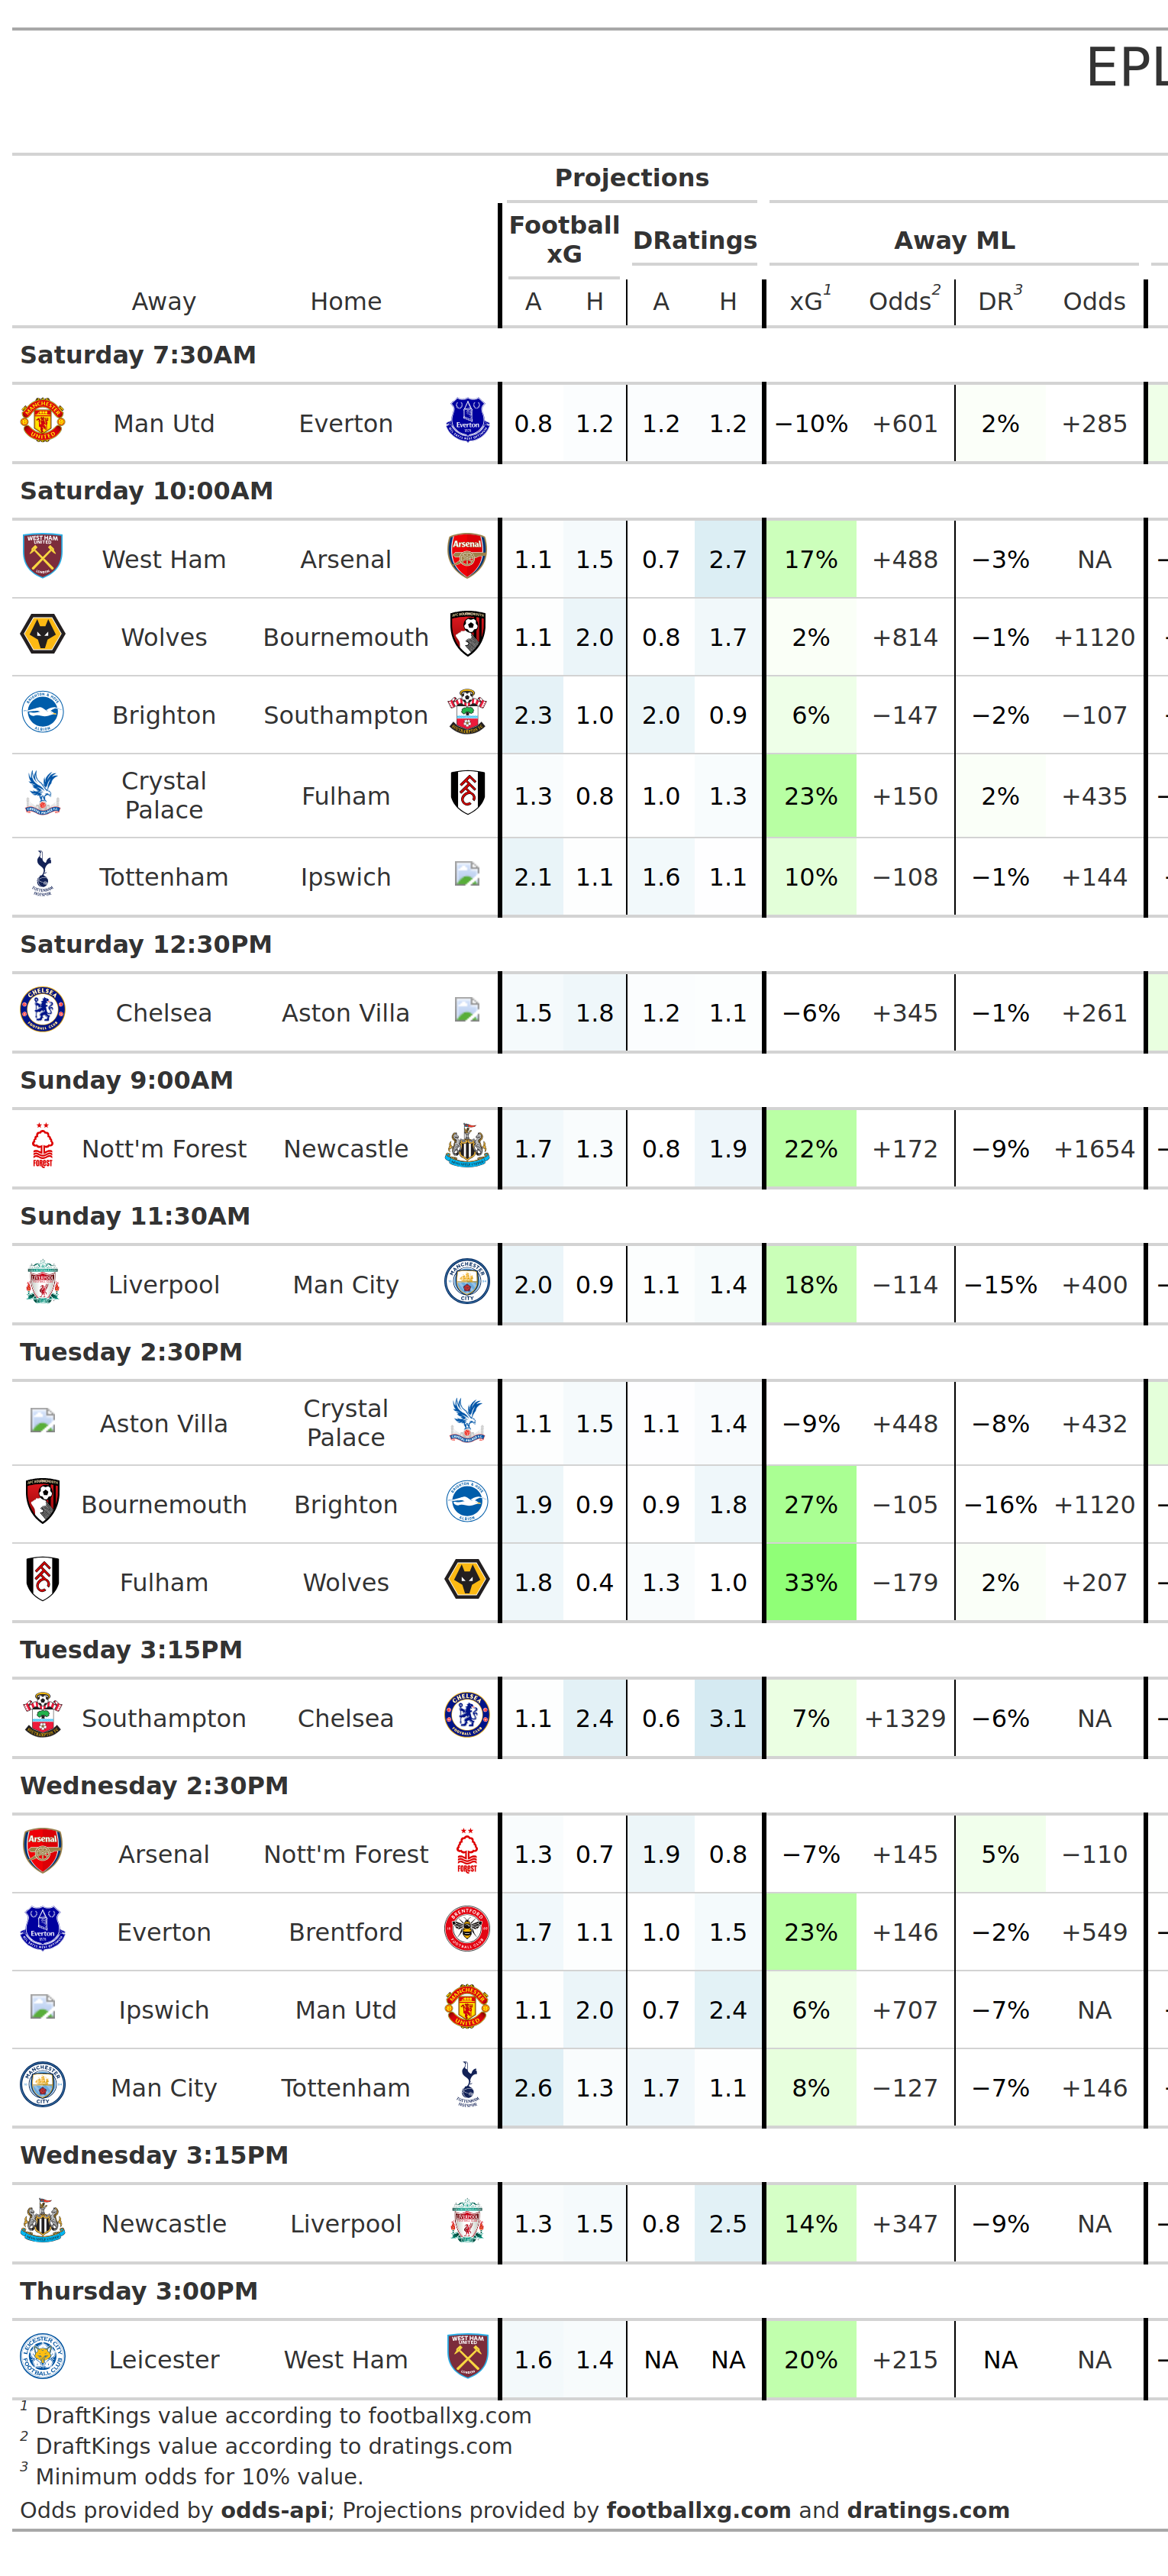 EPL
Projections
Football xG DRatings Away ML
Away Home A H A H xG1 Odds2 DR3 Odds
Saturday 7:30AM
Man Utd Everton 0.8 1.2 1.2 1.2 −10% +601 2% +285
Saturday 10:00AM
West Ham Arsenal 1.1 1.5 0.7 2.7 17% +488 −3% NA
Wolves Bournemouth 1.1 2.0 0.8 1.7 2% +814 −1% +1120
Brighton Southampton 2.3 1.0 2.0 0.9 6% −147 −2% −107
Crystal Palace Fulham 1.3 0.8 1.0 1.3 23% +150 2% +435
Tottenham Ipswich 2.1 1.1 1.6 1.1 10% −108 −1% +144
Saturday 12:30PM
Chelsea Aston Villa 1.5 1.8 1.2 1.1 −6% +345 −1% +261
Sunday 9:00AM
Nott'm Forest Newcastle 1.7 1.3 0.8 1.9 22% +172 −9% +1654
Sunday 11:30AM
Liverpool Man City 2.0 0.9 1.1 1.4 18% −114 −15% +400
Tuesday 2:30PM
Aston Villa Crystal Palace 1.1 1.5 1.1 1.4 −9% +448 −8% +432
Bournemouth Brighton 1.9 0.9 0.9 1.8 27% −105 −16% +1120
Fulham Wolves 1.8 0.4 1.3 1.0 33% −179 2% +207
Tuesday 3:15PM
Southampton Chelsea 1.1 2.4 0.6 3.1 7% +1329 −6% NA
Wednesday 2:30PM
Arsenal Nott'm Forest 1.3 0.7 1.9 0.8 −7% +145 5% −110
Everton Brentford 1.7 1.1 1.0 1.5 23% +146 −2% +549
Ipswich Man Utd 1.1 2.0 0.7 2.4 6% +707 −7% NA
Man City Tottenham 2.6 1.3 1.7 1.1 8% −127 −7% +146
Wednesday 3:15PM
Newcastle Liverpool 1.3 1.5 0.8 2.5 14% +347 −9% NA
Thursday 3:00PM
Leicester West Ham 1.6 1.4 NA NA 20% +215 NA NA
1 DraftKings value according to footballxg.com
2 DraftKings value according to dratings.com
3 Minimum odds for 10% value.
Odds provided by odds-api; Projections provided by footballxg.com and dratings.com